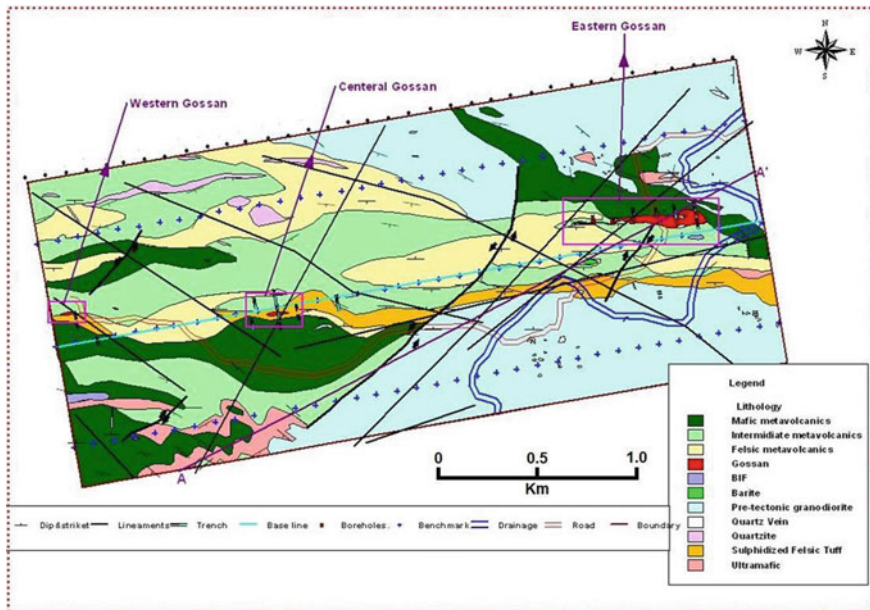 Eastern Gossan
N
W E
S
Centeral Gossan
Western Gossan
A'
A
Legend
Lithology
Mafic metavolcanics
Intermidiate metavolcanics
Felsic metavolcanics
Gossan
BIF
Barite
Pre-tectonic granodiorite
Quartz Vein
Quartzite
Sulphidized Felsic Tuff
Ultramafic
0 0.5 1.0
Km
Dip &striket Lineaments Trench Base line Boreholes. Benchmark Drainage Road Boundary